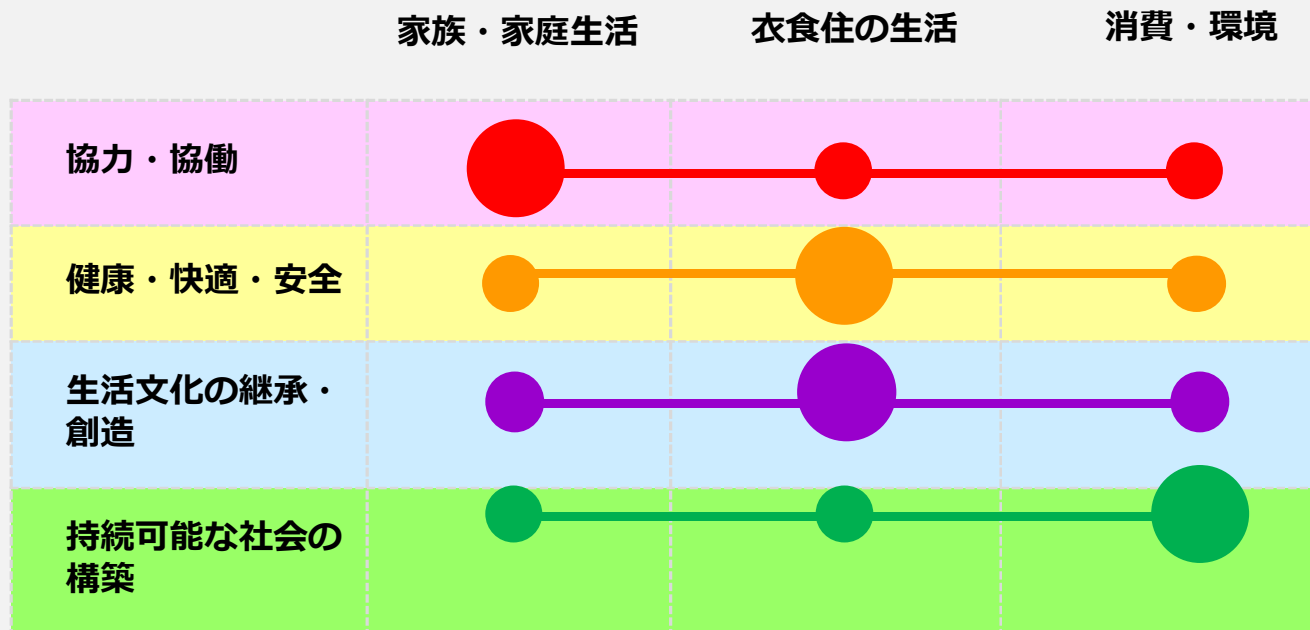 家族・家庭生活
衣食住の生活
消費・環境
協力・協働
健康・快適・安全
生活文化の継承・
創造
持続可能な社会の
構築